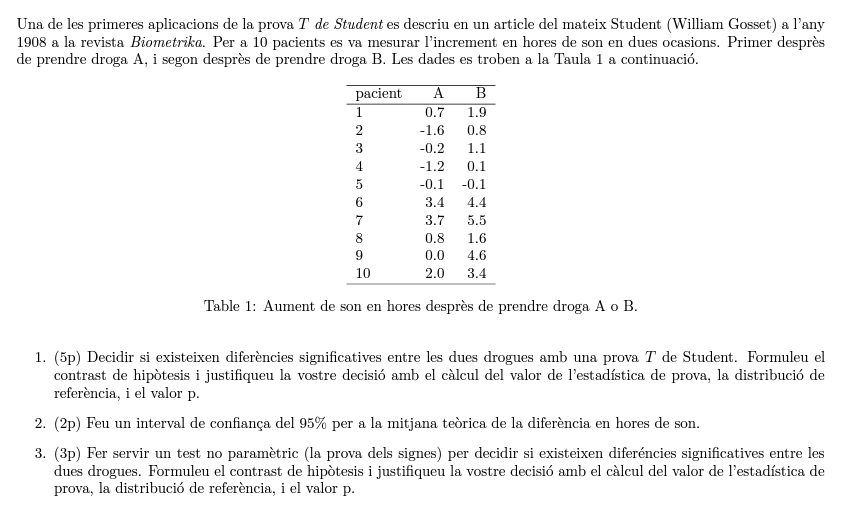 Una de les primeres aplicacions de la prova T de Student es descriu en un article del mateix Student (William Gosset) a l'any
1908 a la revista Biometrika. Per a 10 pacients es va mesurar l'increment en hores de son en dues ocasions. Primer desprès
de prendre droga A, i segon desprès de prendre droga B. Les dades es troben a la Taula 1 a continuació.
pacient A B
1 0.7 1.9
2 -1.6 0.8
3 -0.2 1.1
4 -1.2 0.1
5 -0.1 -0.1
6 3.4 4.4
7 3.7 5.5
8 0.8 1.6
9 0.0 4.6
10 2.0 3.4
Table 1: Aument de son en hores desprès de prendre droga A o B.
1. (5p) Decidir si existeixen diferències significatives entre les dues drogues amb una prova T de Student. Formuleu el
contrast de hipòtesis i justifiqueu la vostre decisió amb el càlcul del valor de l'estadística de prova, la distribució de
referència, i el valor p.
2. (2p) Feu un interval de confiança del 95% per a la mitjana teòrica de la diferència en hores de son.
3. (3p) Fer servir un test no paramètric (la prova dels signes) per decidir si existeixen diferéncies significatives entre les
dues drogues. Formuleu el contrast de hipòtesis i justifiqueu la vostre decisió amb el càlcul del valor de l'estadística de
prova, la distribució de referència, i el valor p.